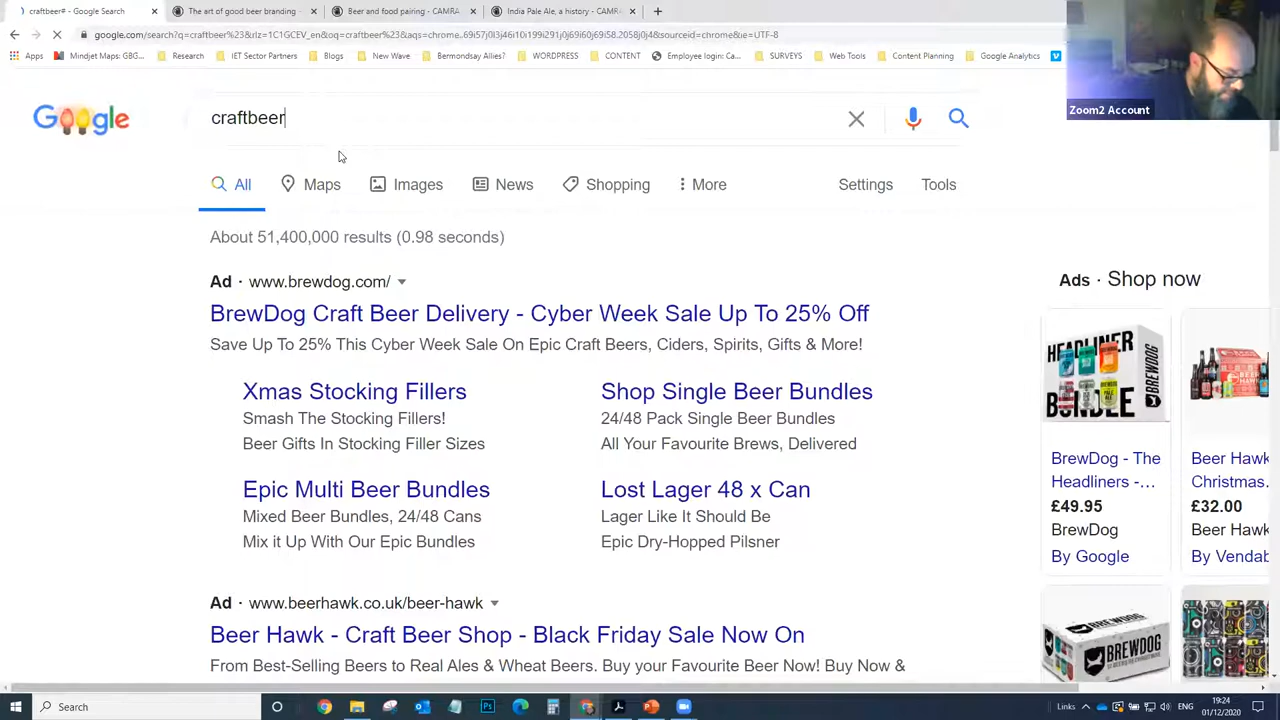 craftbeer# - Google Search
The art of good beer branding -
Beer and food pairing - CAMRA
India Pale Ale, a history - CAMR
google.com/search?q=craftbeer%23&rlz=1C1GCEV_en&oq=craftbeer%23&aqs=chrome..69i57j0l3j46i10i199i291j0j69i60j69i58.2058j0j4&sourceid=chrome&ie=UTF-8
Apps
Mindjet Maps: GBG...
Research
IET Sector Partners
Blogs
New Wave
Bermondsay Allies?
WORDPRESS
CONTENT
Employee login: Ca...
SURVEYS
Web Tools
Content Planning
Google Analytics
Zoom2 Account
Google
craftbeer
All
Maps
Images
News
Shopping
More
Settings
Tools
About 51,400,000 results (0.98 seconds)
Ad · www.brewdog.com/
BrewDog Craft Beer Delivery - Cyber Week Sale Up To 25% Off
Save Up To 25% This Cyber Week Sale On Epic Craft Beers, Ciders, Spirits, Gifts & More!
Xmas Stocking Fillers
Smash The Stocking Fillers!
Beer Gifts In Stocking Filler Sizes
Shop Single Beer Bundles
24/48 Pack Single Beer Bundles
All Your Favourite Brews, Delivered
Epic Multi Beer Bundles
Mixed Beer Bundles, 24/48 Cans
Mix it Up With Our Epic Bundles
Lost Lager 48 x Can
Lager Like It Should Be
Epic Dry-Hopped Pilsner
Ad · www.beerhawk.co.uk/beer-hawk
Beer Hawk - Craft Beer Shop - Black Friday Sale Now On
From Best-Selling Beers to Real Ales & Wheat Beers. Buy your Favourite Beer Now! Buy Now &
Ads · Shop now
HEADLINER
BUNDLE
BREWDOG
BrewDog - The
Headliners -...
£49.95
BrewDog
By Google
Beer Hawk
Christmas...
£32.00
Beer Hawk
By Vendab
BREWDOG
Search
Links
ENG
19:24
01/12/2020